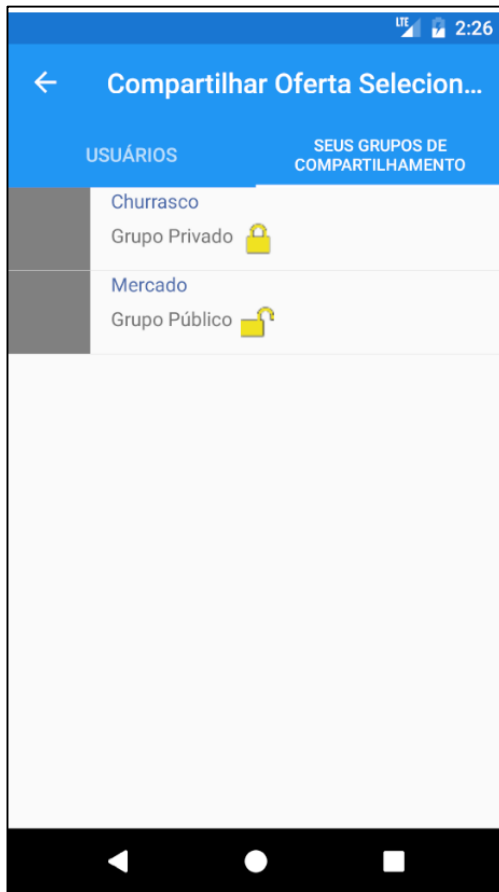 LTE 2:26
Compartilhar Oferta Selecion...
USUÁRIOS
SEUS GRUPOS DE
COMPARTILHAMENTO
Churrasco
Grupo Privado
Mercado
Grupo Público